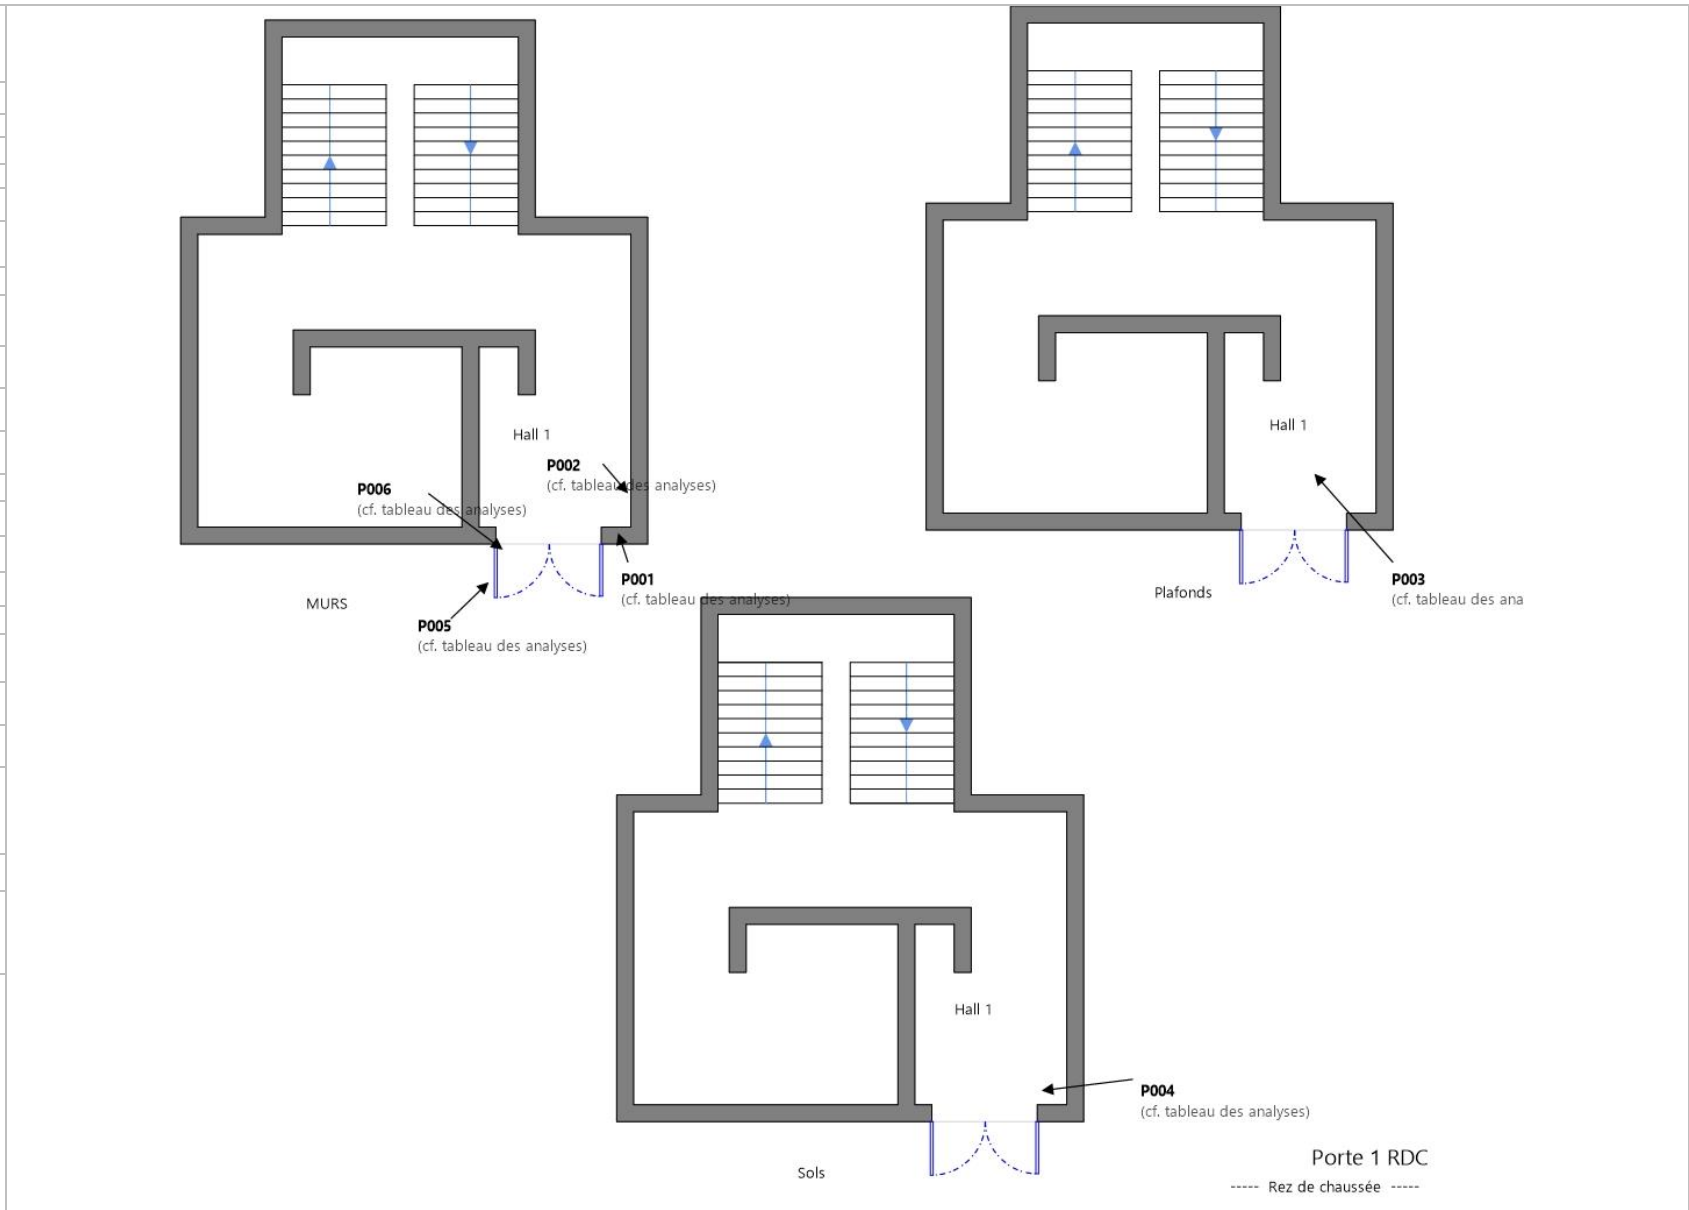 Hall 1
P002
(cf. tableau des analyses)
P006
(cf. tableau des analyses)
P001
(cf. tableau des analyses)
MURS
P005
(cf. tableau des analyses)
Hall 1
P003
(cf. tableau des ana
Plafonds
Hall 1
P004
(cf. tableau des analyses)
Sols
Porte 1 RDC
----- Rez de chaussée -----